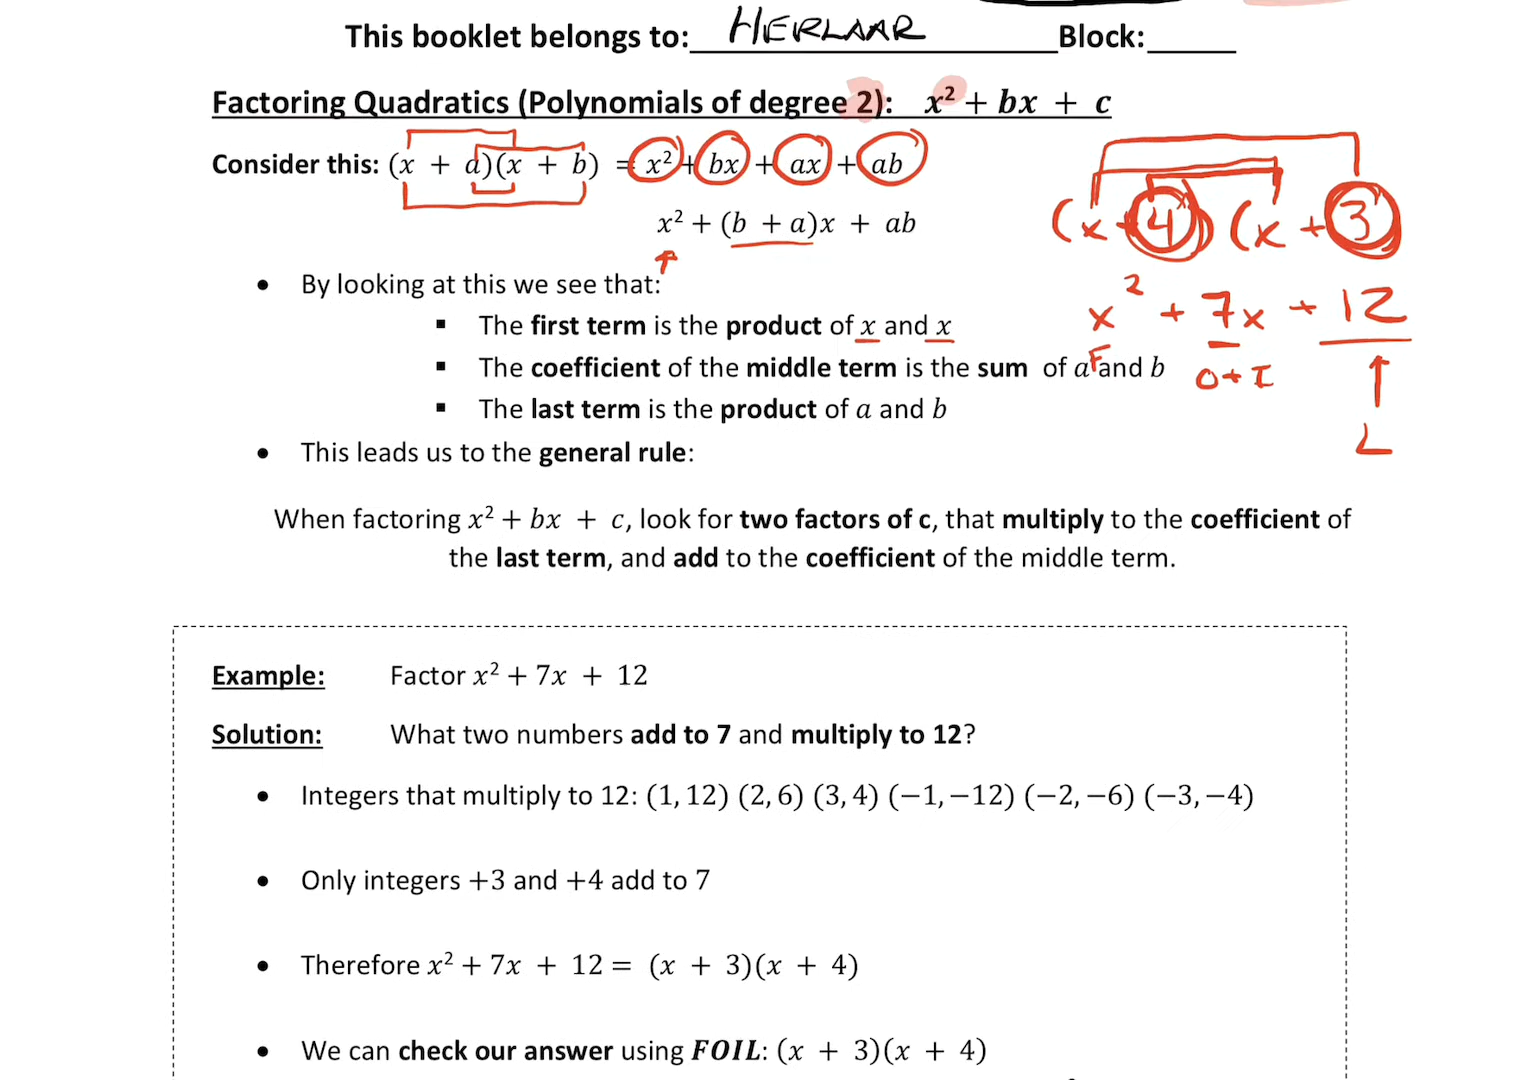 This booklet belongs to: HERLAAR Block:
Factoring Quadratics (Polynomials of degree 2): x² + bx + c
Consider this: (x + a)(x + b) = x² + bx + ax + ab
x² + (b + a)x + ab
(x + 4)(x + 3)
x² + 7x + 12
F O + I
L
• By looking at this we see that:
▪ The first term is the product of x and x
▪ The coefficient of the middle term is the sum of a and b
▪ The last term is the product of a and b
• This leads us to the general rule:
When factoring x² + bx + c, look for two factors of c, that multiply to the coefficient of
the last term, and add to the coefficient of the middle term.
Example: Factor x² + 7x + 12
Solution: What two numbers add to 7 and multiply to 12?
• Integers that multiply to 12: (1, 12) (2, 6) (3, 4) (−1, −12) (−2, −6) (−3, −4)
• Only integers +3 and +4 add to 7
• Therefore x² + 7x + 12 = (x + 3)(x + 4)
• We can check our answer using FOIL: (x + 3)(x + 4)